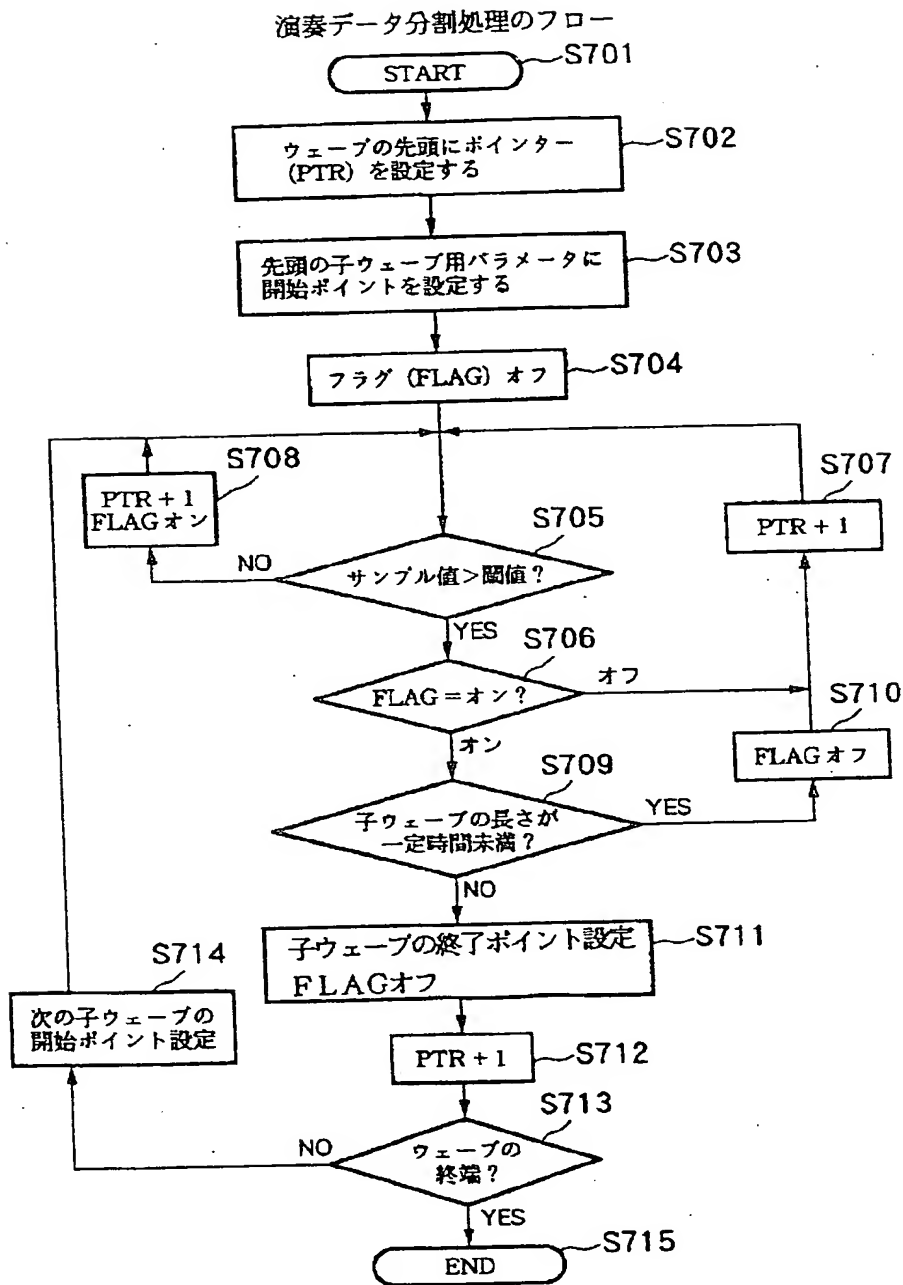 演奏データ分割処理のフロー
START
S701
ウェーブの先頭にポインター
(PTR) を設定する
S702
先頭の子ウェーブ用パラメータに
開始ポイントを設定する
S703
フラグ (FLAG) オフ
S704
PTR + 1
FLAG オン
S708
PTR + 1
S707
サンプル値>閾値?
S705
NO
YES
FLAG=オン?
S706
オフ
オン
FLAG オフ
S710
子ウェーブの長さが
一定時間未満?
S709
YES
NO
子ウェーブの終了ポイント設定
FLAGオフ
S711
次の子ウェーブの
開始ポイント設定
S714
PTR + 1
S712
ウェーブの
終端?
S713
NO
YES
END
S715